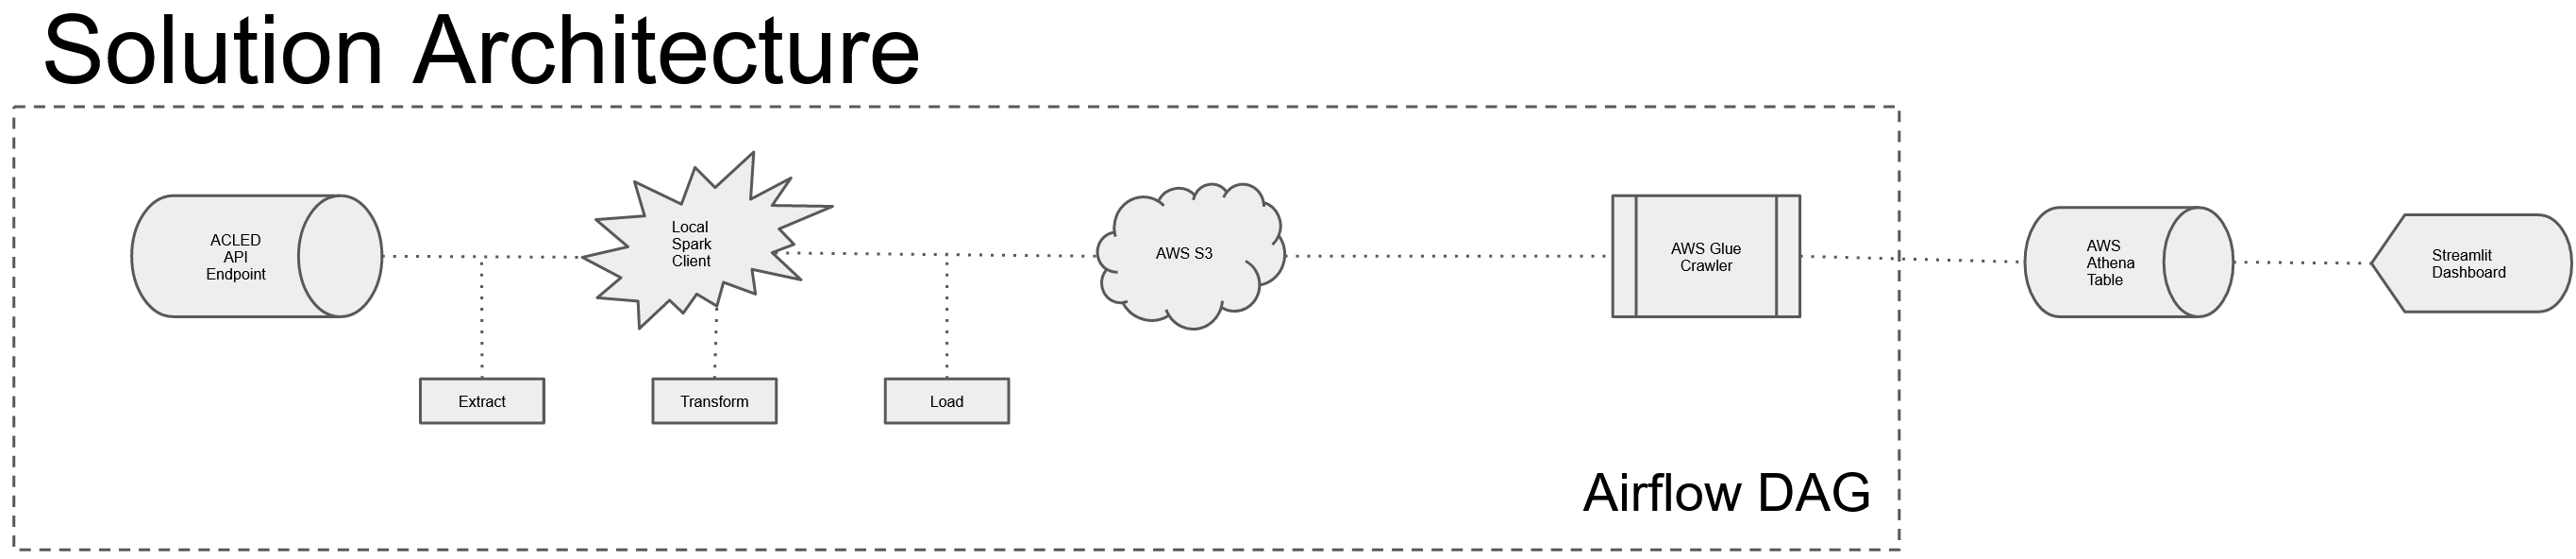 Solution Architecture
ACLED
API
Endpoint
Local
Spark
Client
AWS S3
AWS Glue
Crawler
AWS
Athena
Table
Streamlit
Dashboard
Extract
Transform
Load
Airflow DAG